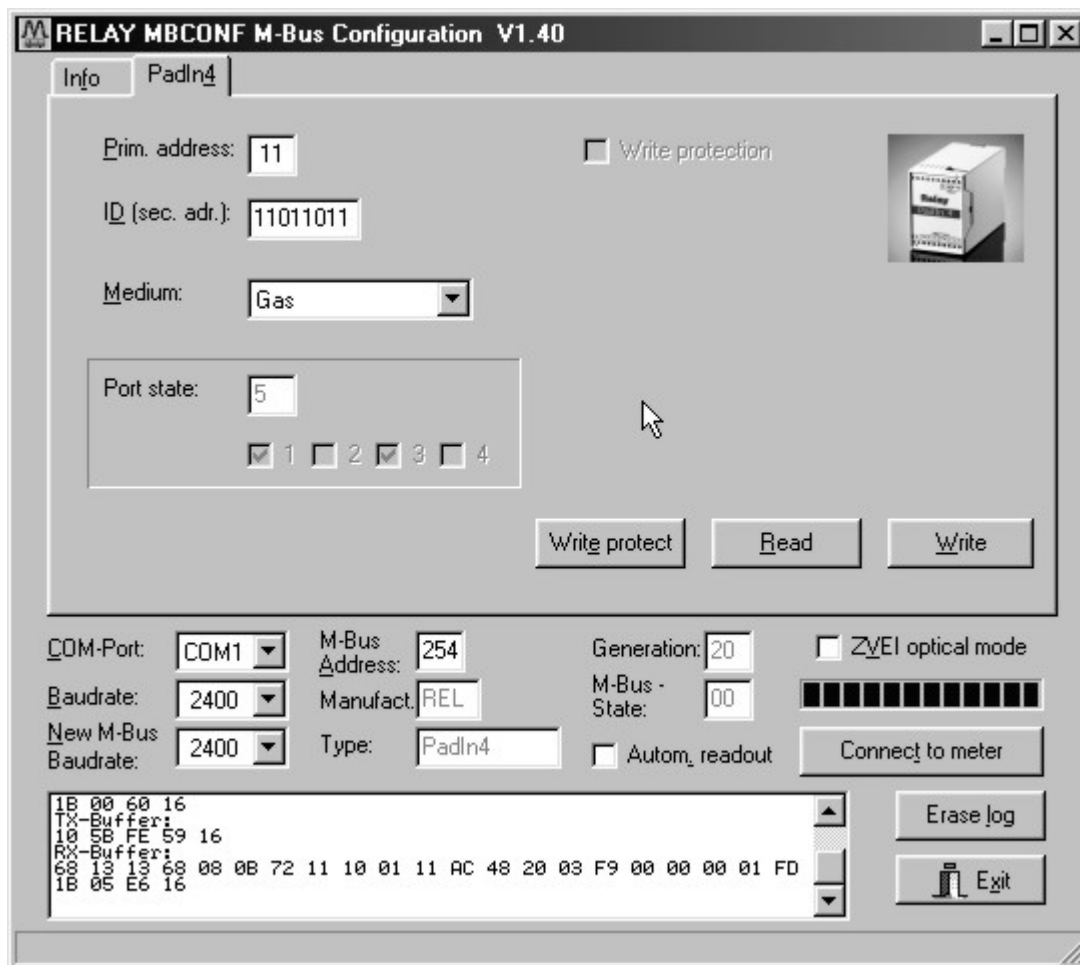 RELAY MBCONF M-Bus Configuration V1.40
Info PadIn4
Prim. address: 11 Write protection
Relay
PadIn 4
ID (sec. adr.): 11011011
Medium: Gas
Port state: 5
1 2 3 4
Write protect Read Write
COM-Port: COM1 M-Bus Address: 254 Generation: 20 ZVEI optical mode
Baudrate: 2400 Manufact. REL M-Bus - State: 00
New M-Bus Baudrate: 2400 Type: PadIn4 Autom. readout Connect to meter
1B 00 60 16
TX-Buffer:
10 5B FE 59 16
RX-Buffer:
68 13 13 68 08 0B 72 11 10 01 11 AC 48 20 03 F9 00 00 00 01 FD
1B 05 E6 16
Erase log
Exit